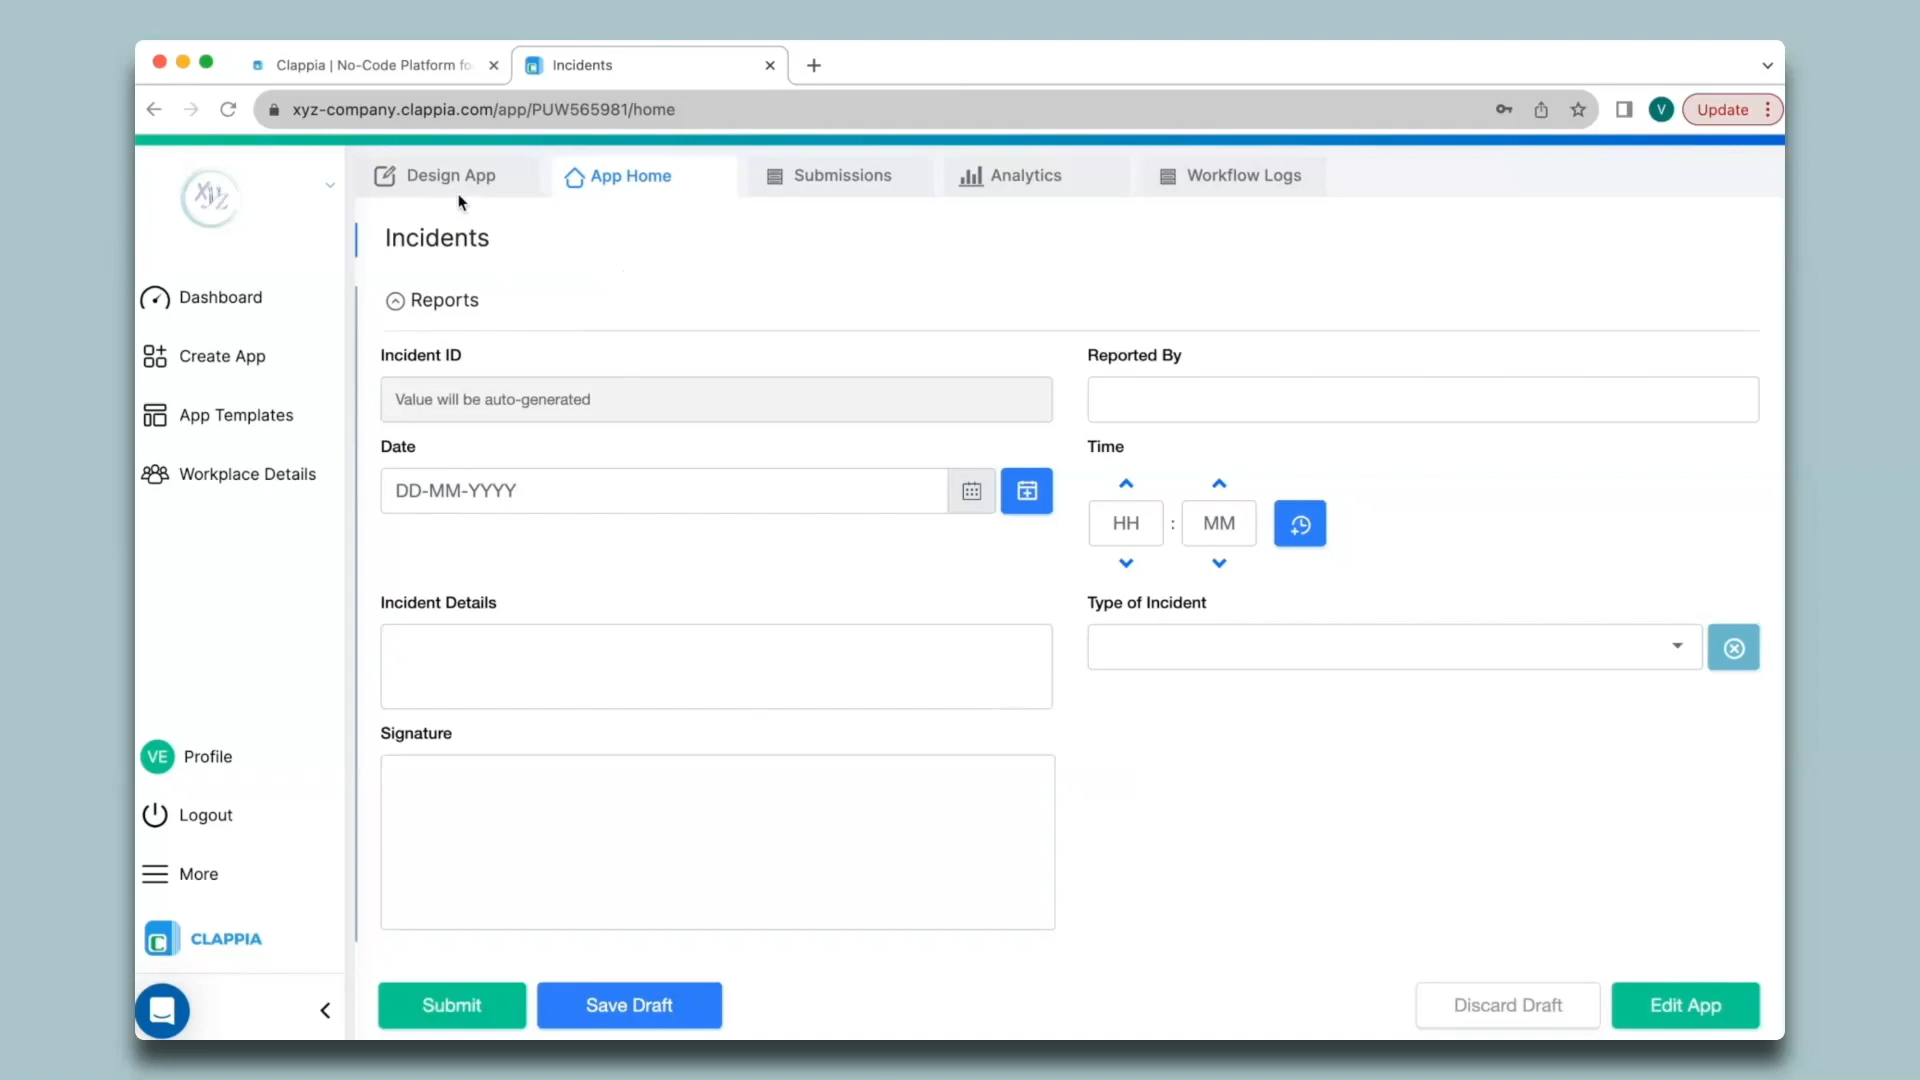 Clappia | No-Code Platform fo
Incidents
xyz-company.clappia.com/app/PUW565981/home
V
Update
xyz
Design App
App Home
Submissions
Analytics
Workflow Logs
Incidents
Dashboard
Create App
App Templates
Workplace Details
Reports
Incident ID
Reported By
Value will be auto-generated
Date
Time
DD-MM-YYYY
HH : MM
Incident Details
Type of Incident
Signature
VE Profile
Logout
More
C CLAPPIA
Submit
Save Draft
Discard Draft
Edit App